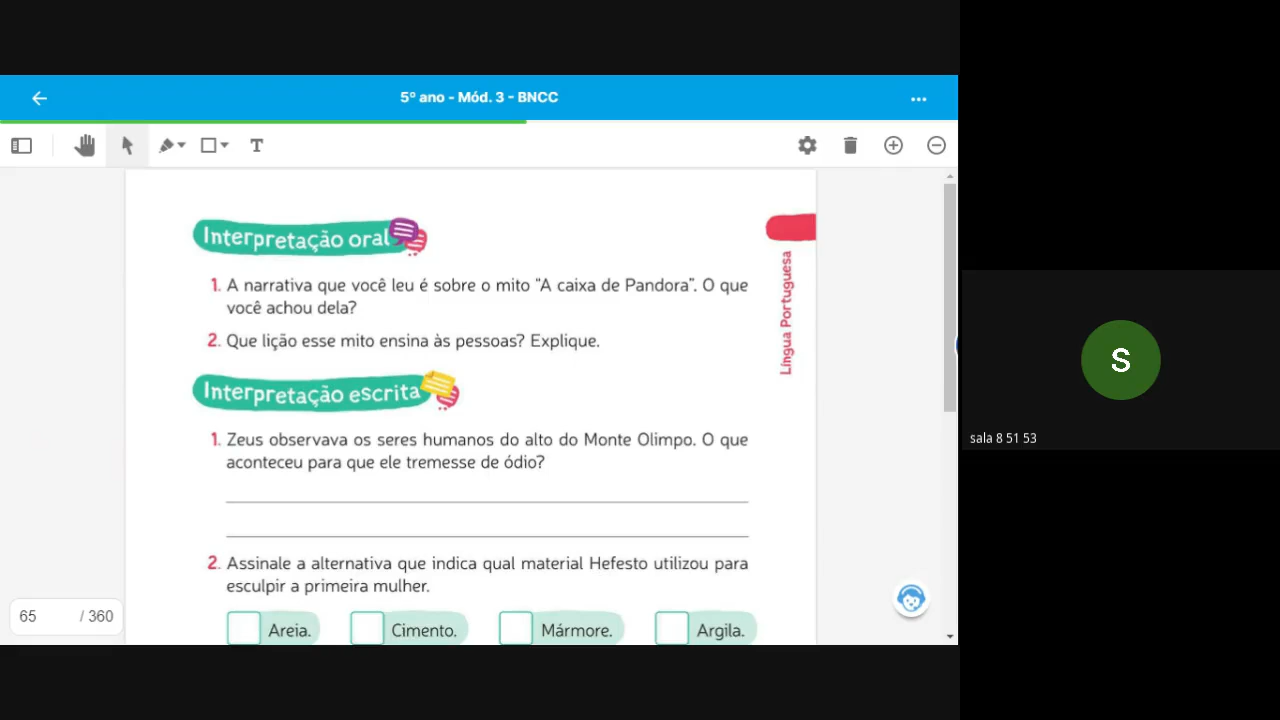 5º ano - Mód. 3 - BNCC
T
Interpretação oral
1. A narrativa que você leu é sobre o mito “A caixa de Pandora”. O que
você achou dela?
2. Que lição esse mito ensina às pessoas? Explique.
Língua Portuguesa
Interpretação escrita
1. Zeus observava os seres humanos do alto do Monte Olimpo. O que
aconteceu para que ele tremesse de ódio?
2. Assinale a alternativa que indica qual material Hefesto utilizou para
esculpir a primeira mulher.
Areia. Cimento. Mármore. Argila.
65 / 360
S
sala 8 51 53